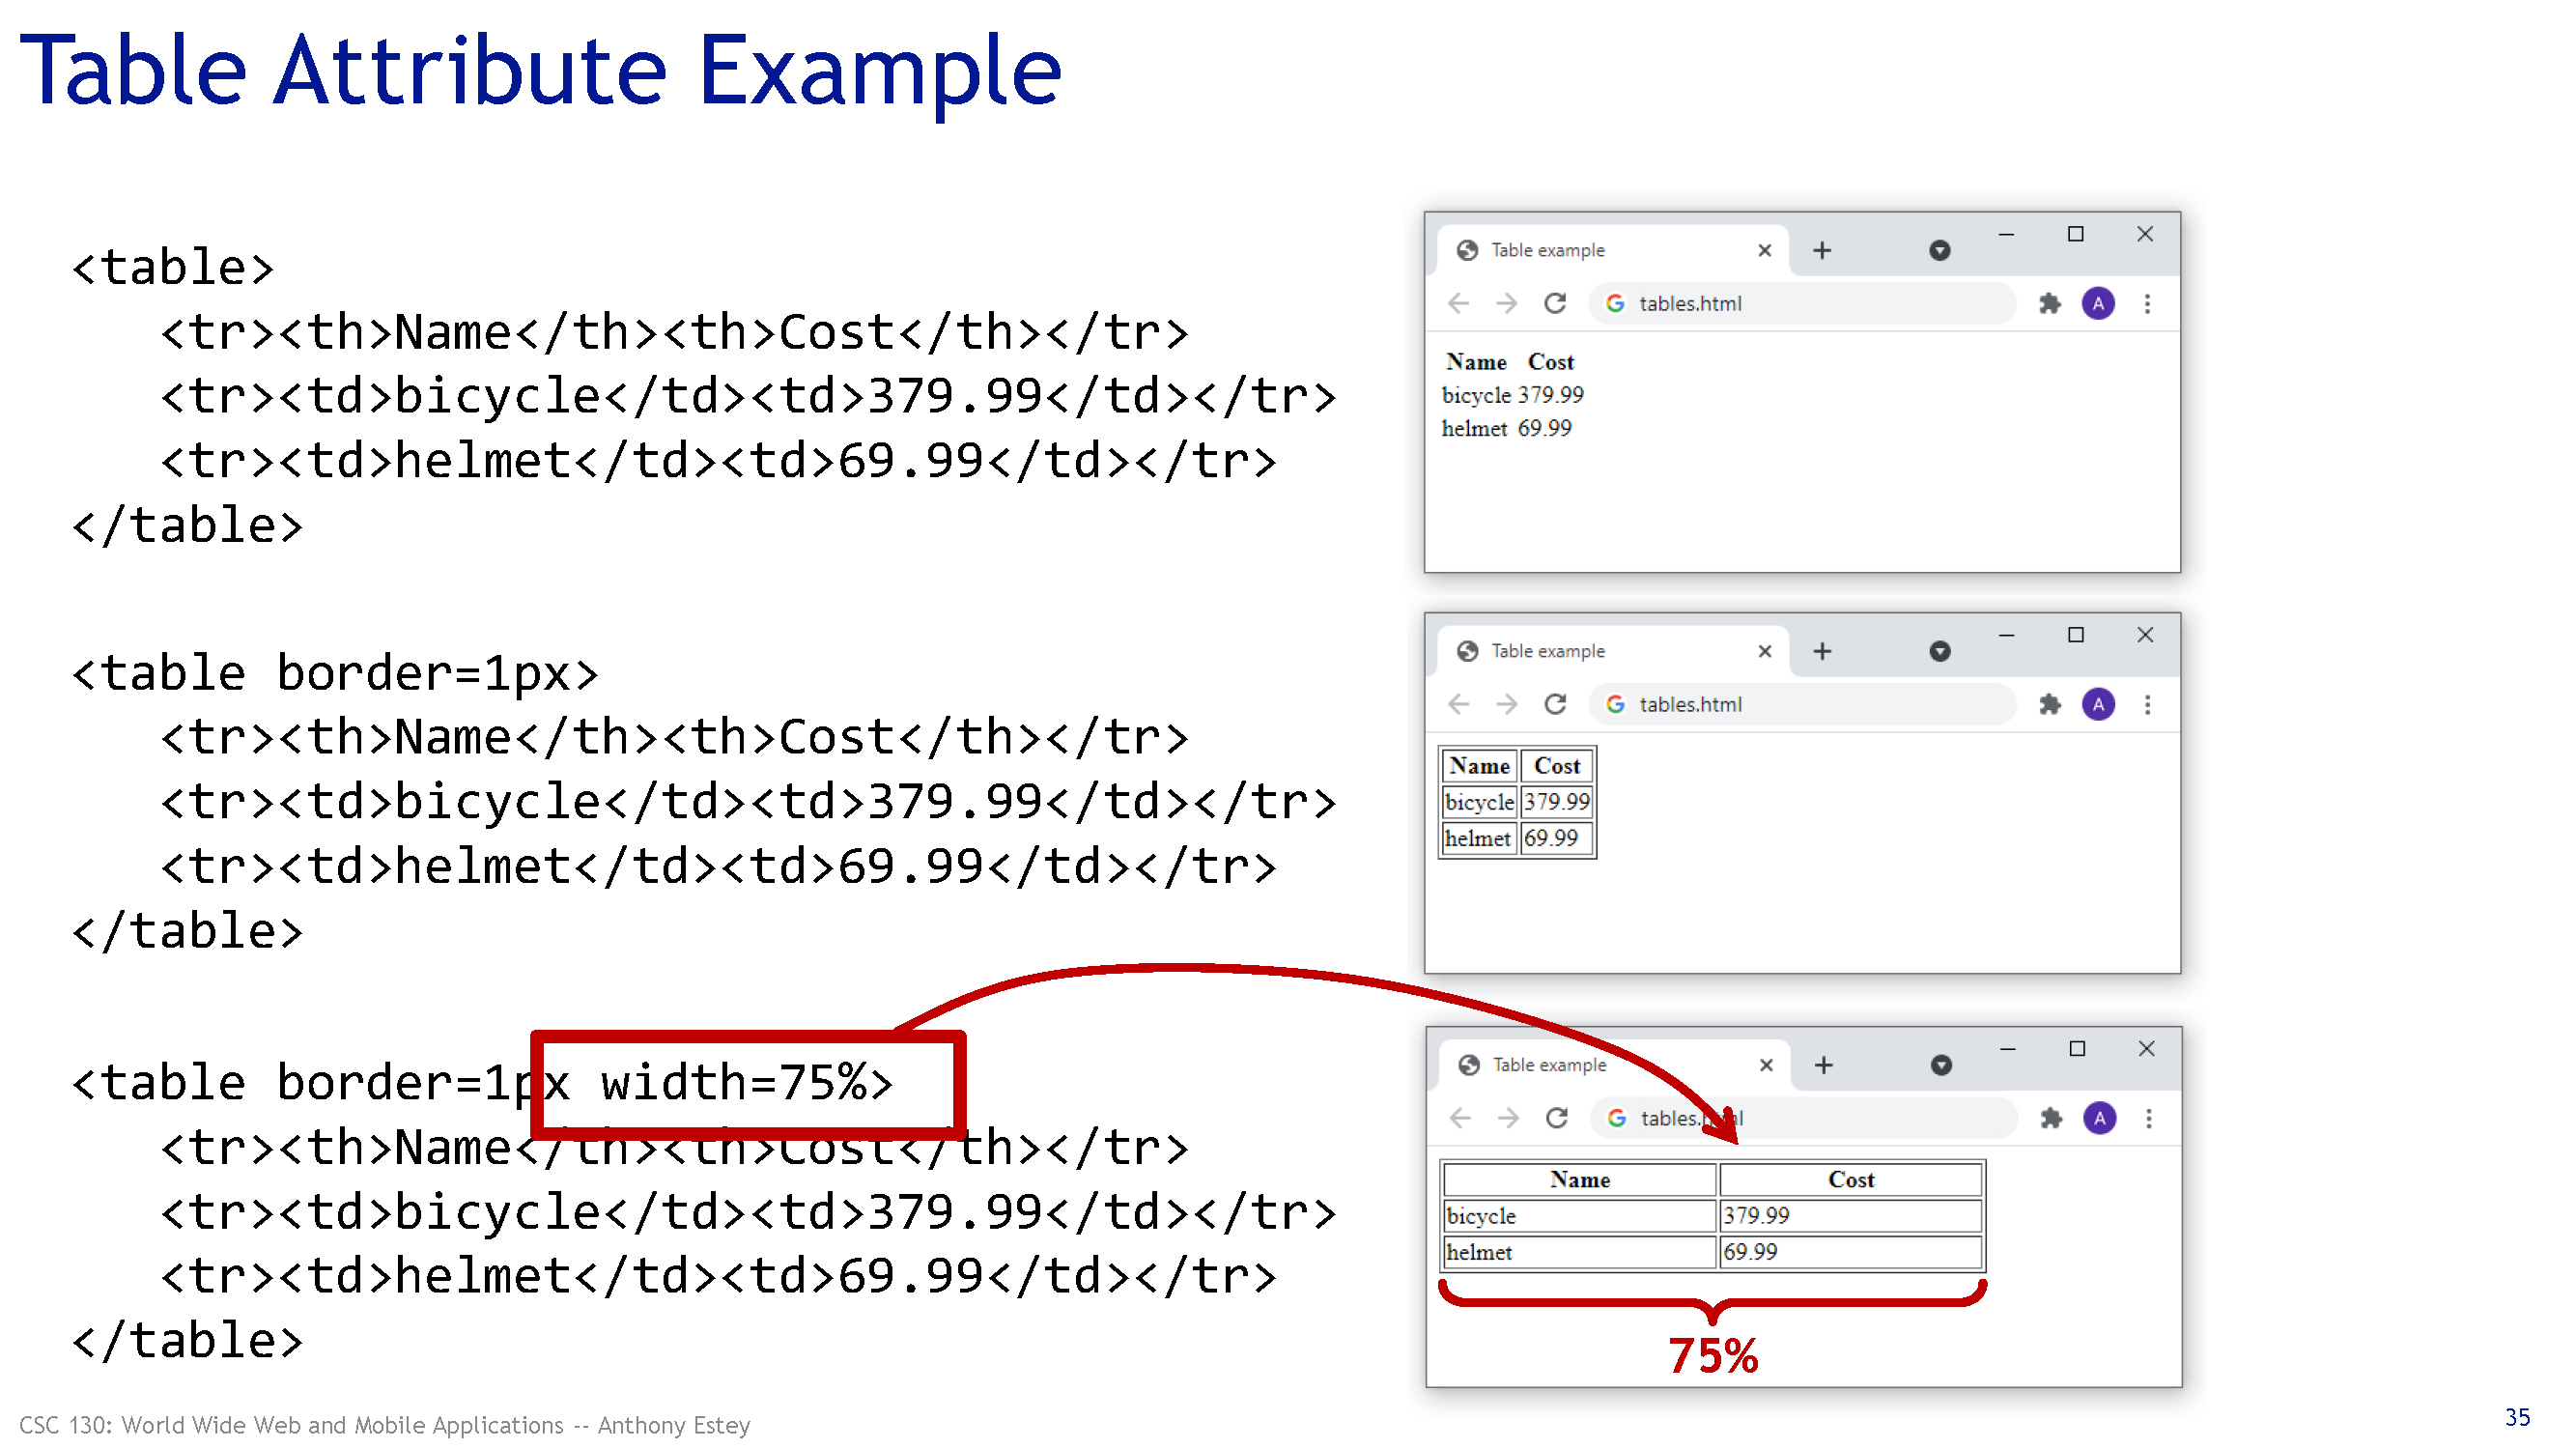 Table Attribute Example
<table>
<tr><th>Name</th><th>Cost</th></tr>
<tr><td>bicycle</td><td>379.99</td></tr>
<tr><td>helmet</td><td>69.99</td></tr>
</table>
Table example
tables.html
A
Name Cost
bicycle 379.99
helmet 69.99
<table border=1px>
<tr><th>Name</th><th>Cost</th></tr>
<tr><td>bicycle</td><td>379.99</td></tr>
<tr><td>helmet</td><td>69.99</td></tr>
</table>
Table example
tables.html
A
Name Cost
bicycle 379.99
helmet 69.99
<table border=1px width=75%>
<tr><th>Name</th><th>Cost</th></tr>
<tr><td>bicycle</td><td>379.99</td></tr>
<tr><td>helmet</td><td>69.99</td></tr>
</table>
Table example
tables.html
A
Name Cost
bicycle 379.99
helmet 69.99
75%
CSC 130: World Wide Web and Mobile Applications -- Anthony Estey
35